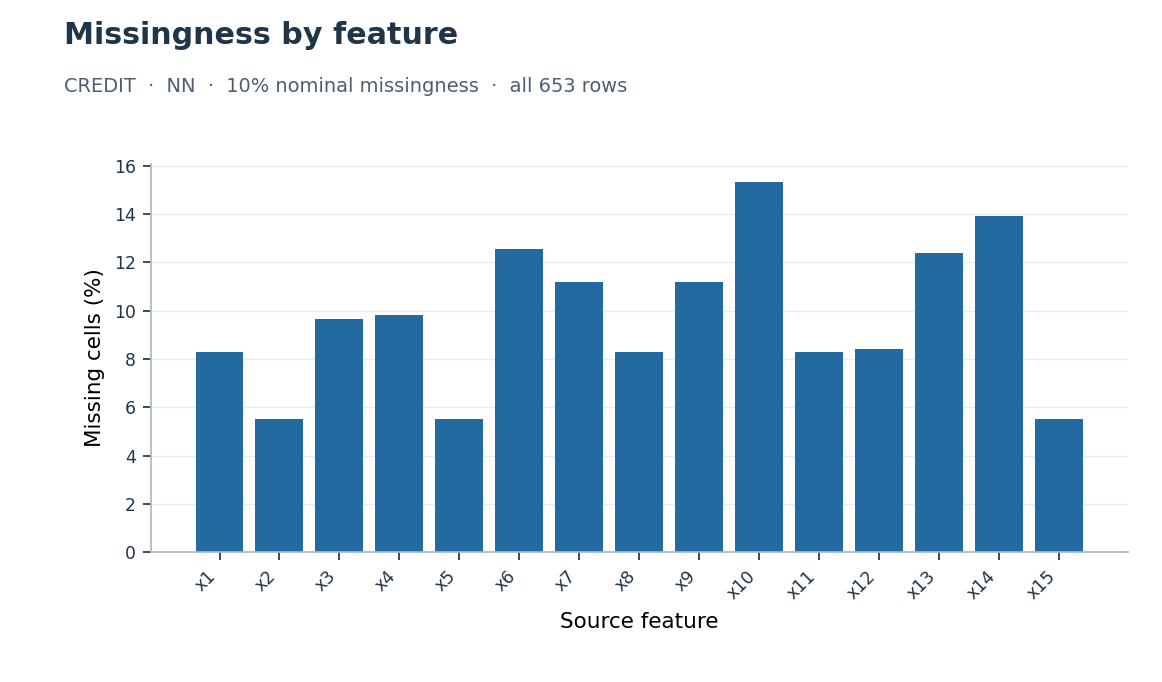 Missingness by feature
CREDIT · NN · 10% nominal missingness · all 653 rows
16
14
12
10
8
6
4
2
0
Missing cells (%)
x1 x2 x3 x4 x5 x6 x7 x8 x9 x10 x11 x12 x13 x14 x15
Source feature